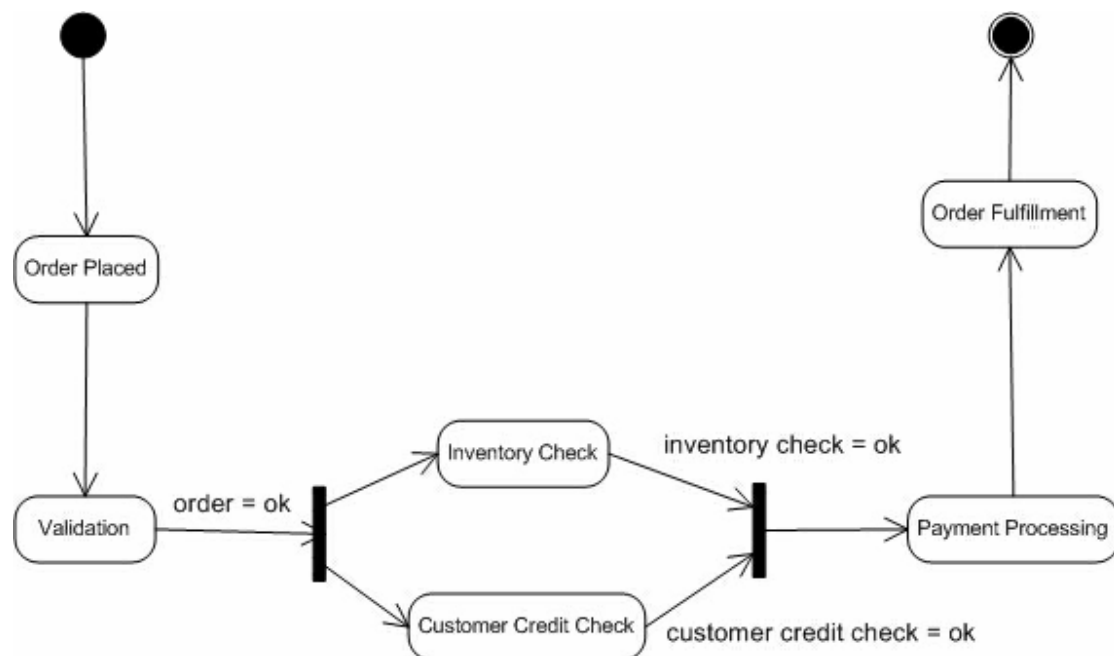 Order Placed
Validation
order = ok
Inventory Check
inventory check = ok
Customer Credit Check
customer credit check = ok
Payment Processing
Order Fulfillment